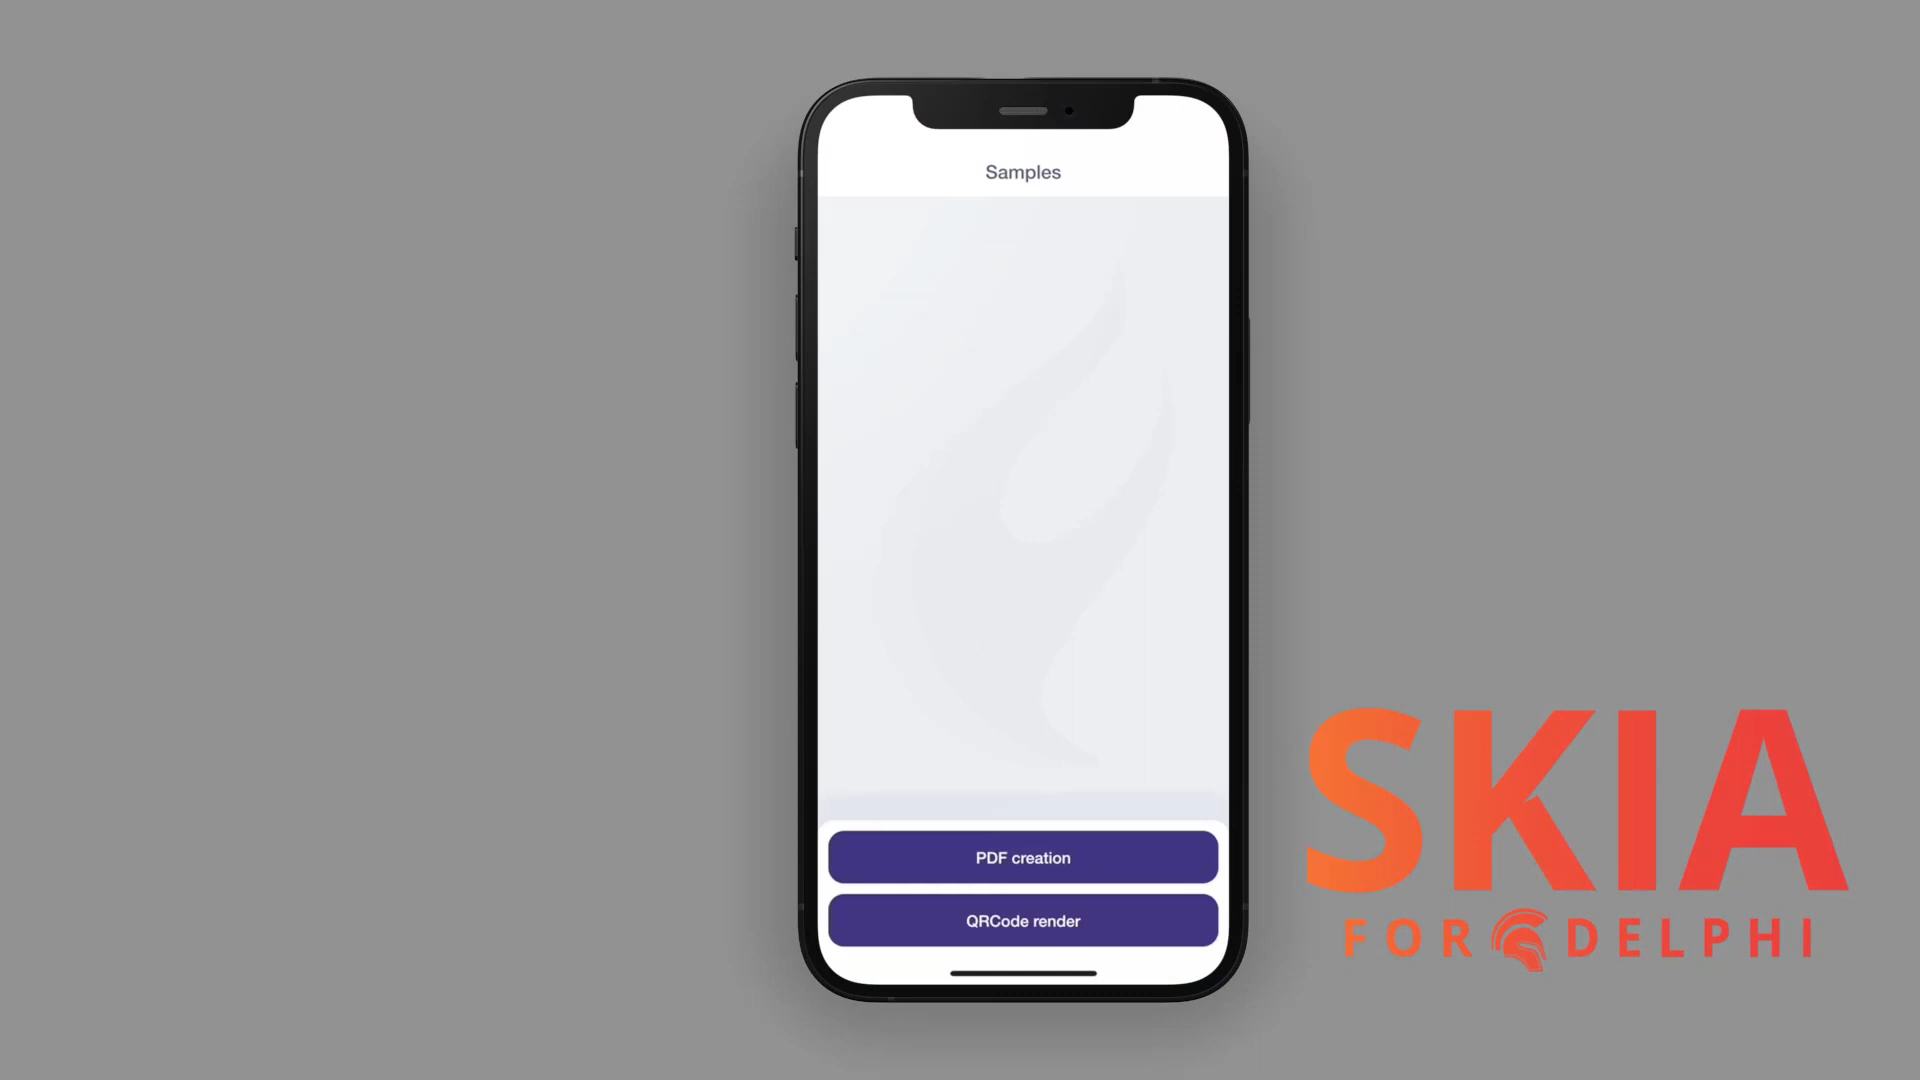 Samples
PDF creation
QRCode render
SKIA
FOR DELPHI